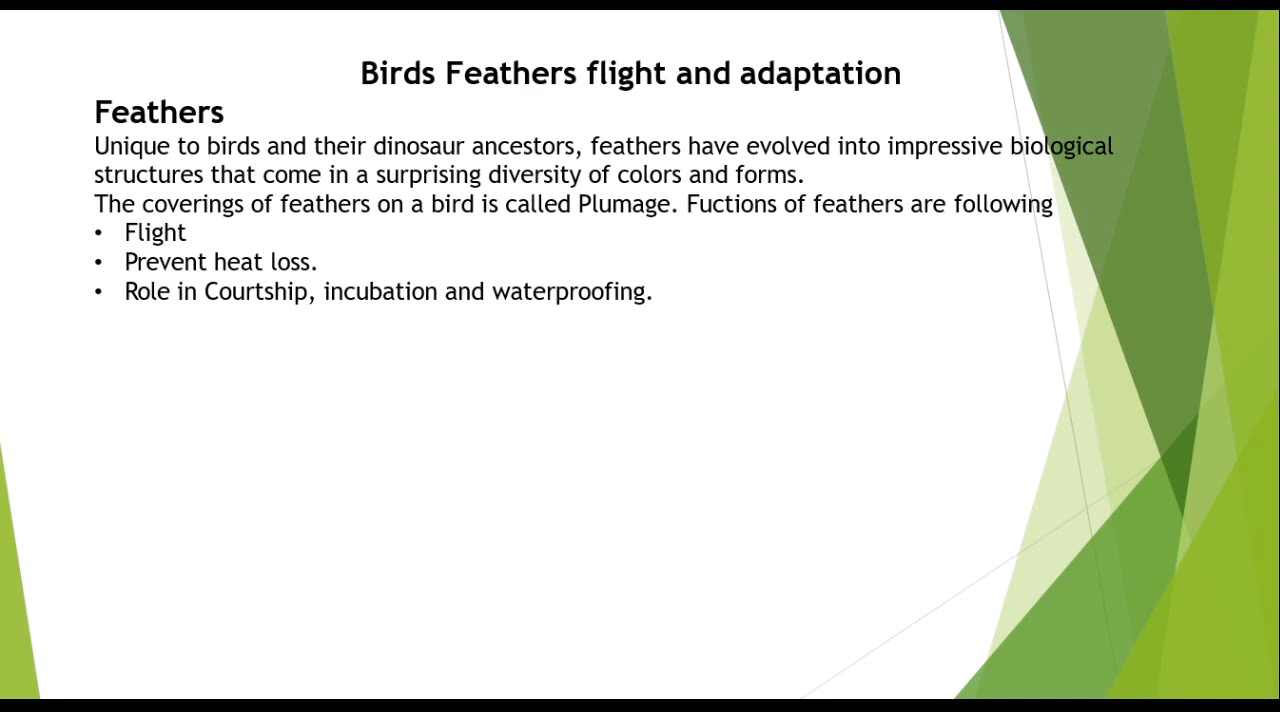 Birds Feathers flight and adaptation
Feathers
Unique to birds and their dinosaur ancestors, feathers have evolved into impressive biological
structures that come in a surprising diversity of colors and forms.
The coverings of feathers on a bird is called Plumage. Fuctions of feathers are following
• Flight
• Prevent heat loss.
• Role in Courtship, incubation and waterproofing.